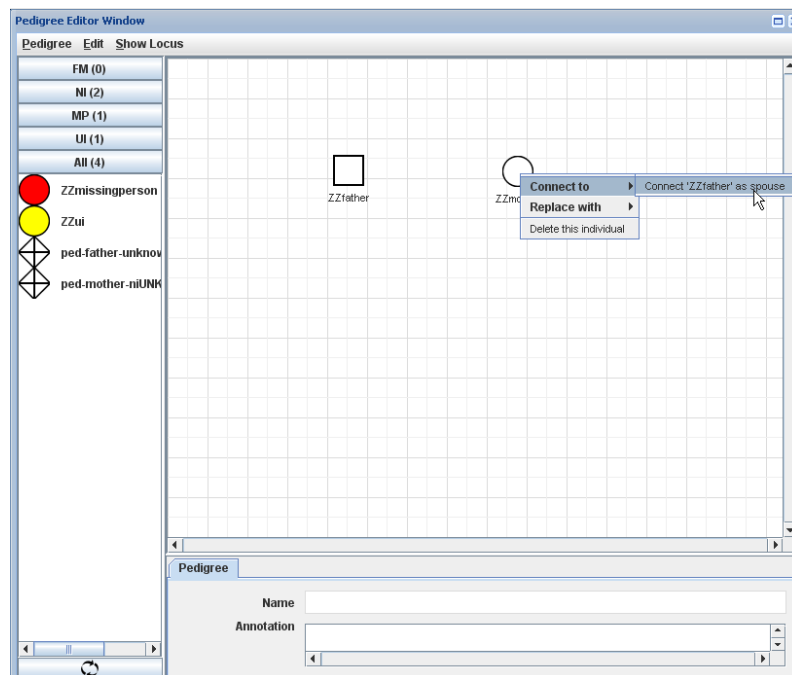 Pedigree Editor Window
Pedigree Edit Show Locus
FM (0)
NI (2)
MP (1)
UI (1)
All (4)
ZZmissingperson
ZZui
ped-father-unknow
ped-mother-niUNK
ZZfather
ZZmo
Connect to
Connect 'ZZfather' as spouse
Replace with
Delete this individual
Pedigree
Name
Annotation